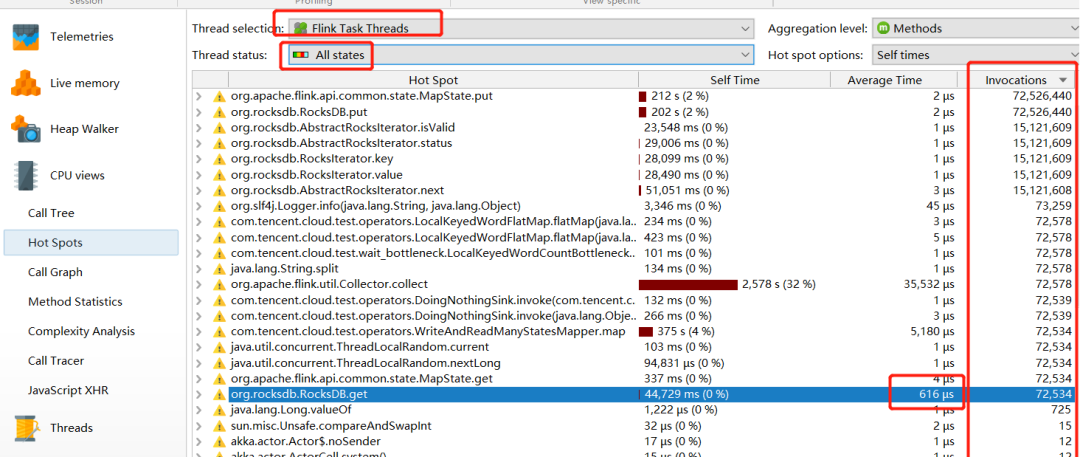 Session Profiling View specific
Telemetries
Live memory
Heap Walker
CPU views
Call Tree
Hot Spots
Call Graph
Method Statistics
Complexity Analysis
Call Tracer
JavaScript XHR
Threads
Thread selection: Flink Task Threads Aggregation level: Methods
Thread status: All states Hot spot options: Self times
Hot Spot Self Time Average Time Invocations
org.apache.flink.api.common.state.MapState.put 212 s (2 %) 2 µs 72,526,440
org.rocksdb.RocksDB.put 202 s (2 %) 2 µs 72,526,440
org.rocksdb.AbstractRocksIterator.isValid 23,548 ms (0 %) 1 µs 15,121,609
org.rocksdb.AbstractRocksIterator.status 29,006 ms (0 %) 1 µs 15,121,609
org.rocksdb.RocksIterator.key 28,099 ms (0 %) 1 µs 15,121,609
org.rocksdb.RocksIterator.value 28,490 ms (0 %) 1 µs 15,121,609
org.rocksdb.AbstractRocksIterator.next 51,051 ms (0 %) 3 µs 15,121,608
org.slf4j.Logger.info(java.lang.String, java.lang.Object) 3,346 ms (0 %) 45 µs 73,259
com.tencent.cloud.test.operators.LocalKeyedWordFlatMap.flatMap(java.la... 234 ms (0 %) 3 µs 72,578
com.tencent.cloud.test.operators.LocalKeyedWordFlatMap.flatMap(java.la... 423 ms (0 %) 5 µs 72,578
com.tencent.cloud.test.wait_bottleneck.LocalKeyedWordCountBottleneck... 101 ms (0 %) 1 µs 72,578
java.lang.String.split 134 ms (0 %) 1 µs 72,578
org.apache.flink.util.Collector.collect 2,578 s (32 %) 35,532 µs 72,578
com.tencent.cloud.test.operators.DoingNothingSink.invoke(com.tencent.c... 132 ms (0 %) 1 µs 72,539
com.tencent.cloud.test.operators.DoingNothingSink.invoke(java.lang.Obje... 266 ms (0 %) 3 µs 72,539
com.tencent.cloud.test.operators.WriteAndReadManyStatesMapper.map 375 s (4 %) 5,180 µs 72,534
java.util.concurrent.ThreadLocalRandom.current 103 ms (0 %) 1 µs 72,534
java.util.concurrent.ThreadLocalRandom.nextLong 94,831 µs (0 %) 1 µs 72,534
org.apache.flink.api.common.state.MapState.get 337 ms (0 %) 4 µs 72,534
org.rocksdb.RocksDB.get 44,729 ms (0 %) 616 µs 72,534
java.lang.Long.valueOf 1,222 µs (0 %) 1 µs 725
sun.misc.Unsafe.compareAndSwapInt 32 µs (0 %) 2 µs 15
akka.actor.Actor$.noSender 17 µs (0 %) 1 µs 12
akka.actor.ActorCell.system() 15 µs (0 %) 1 µs 12